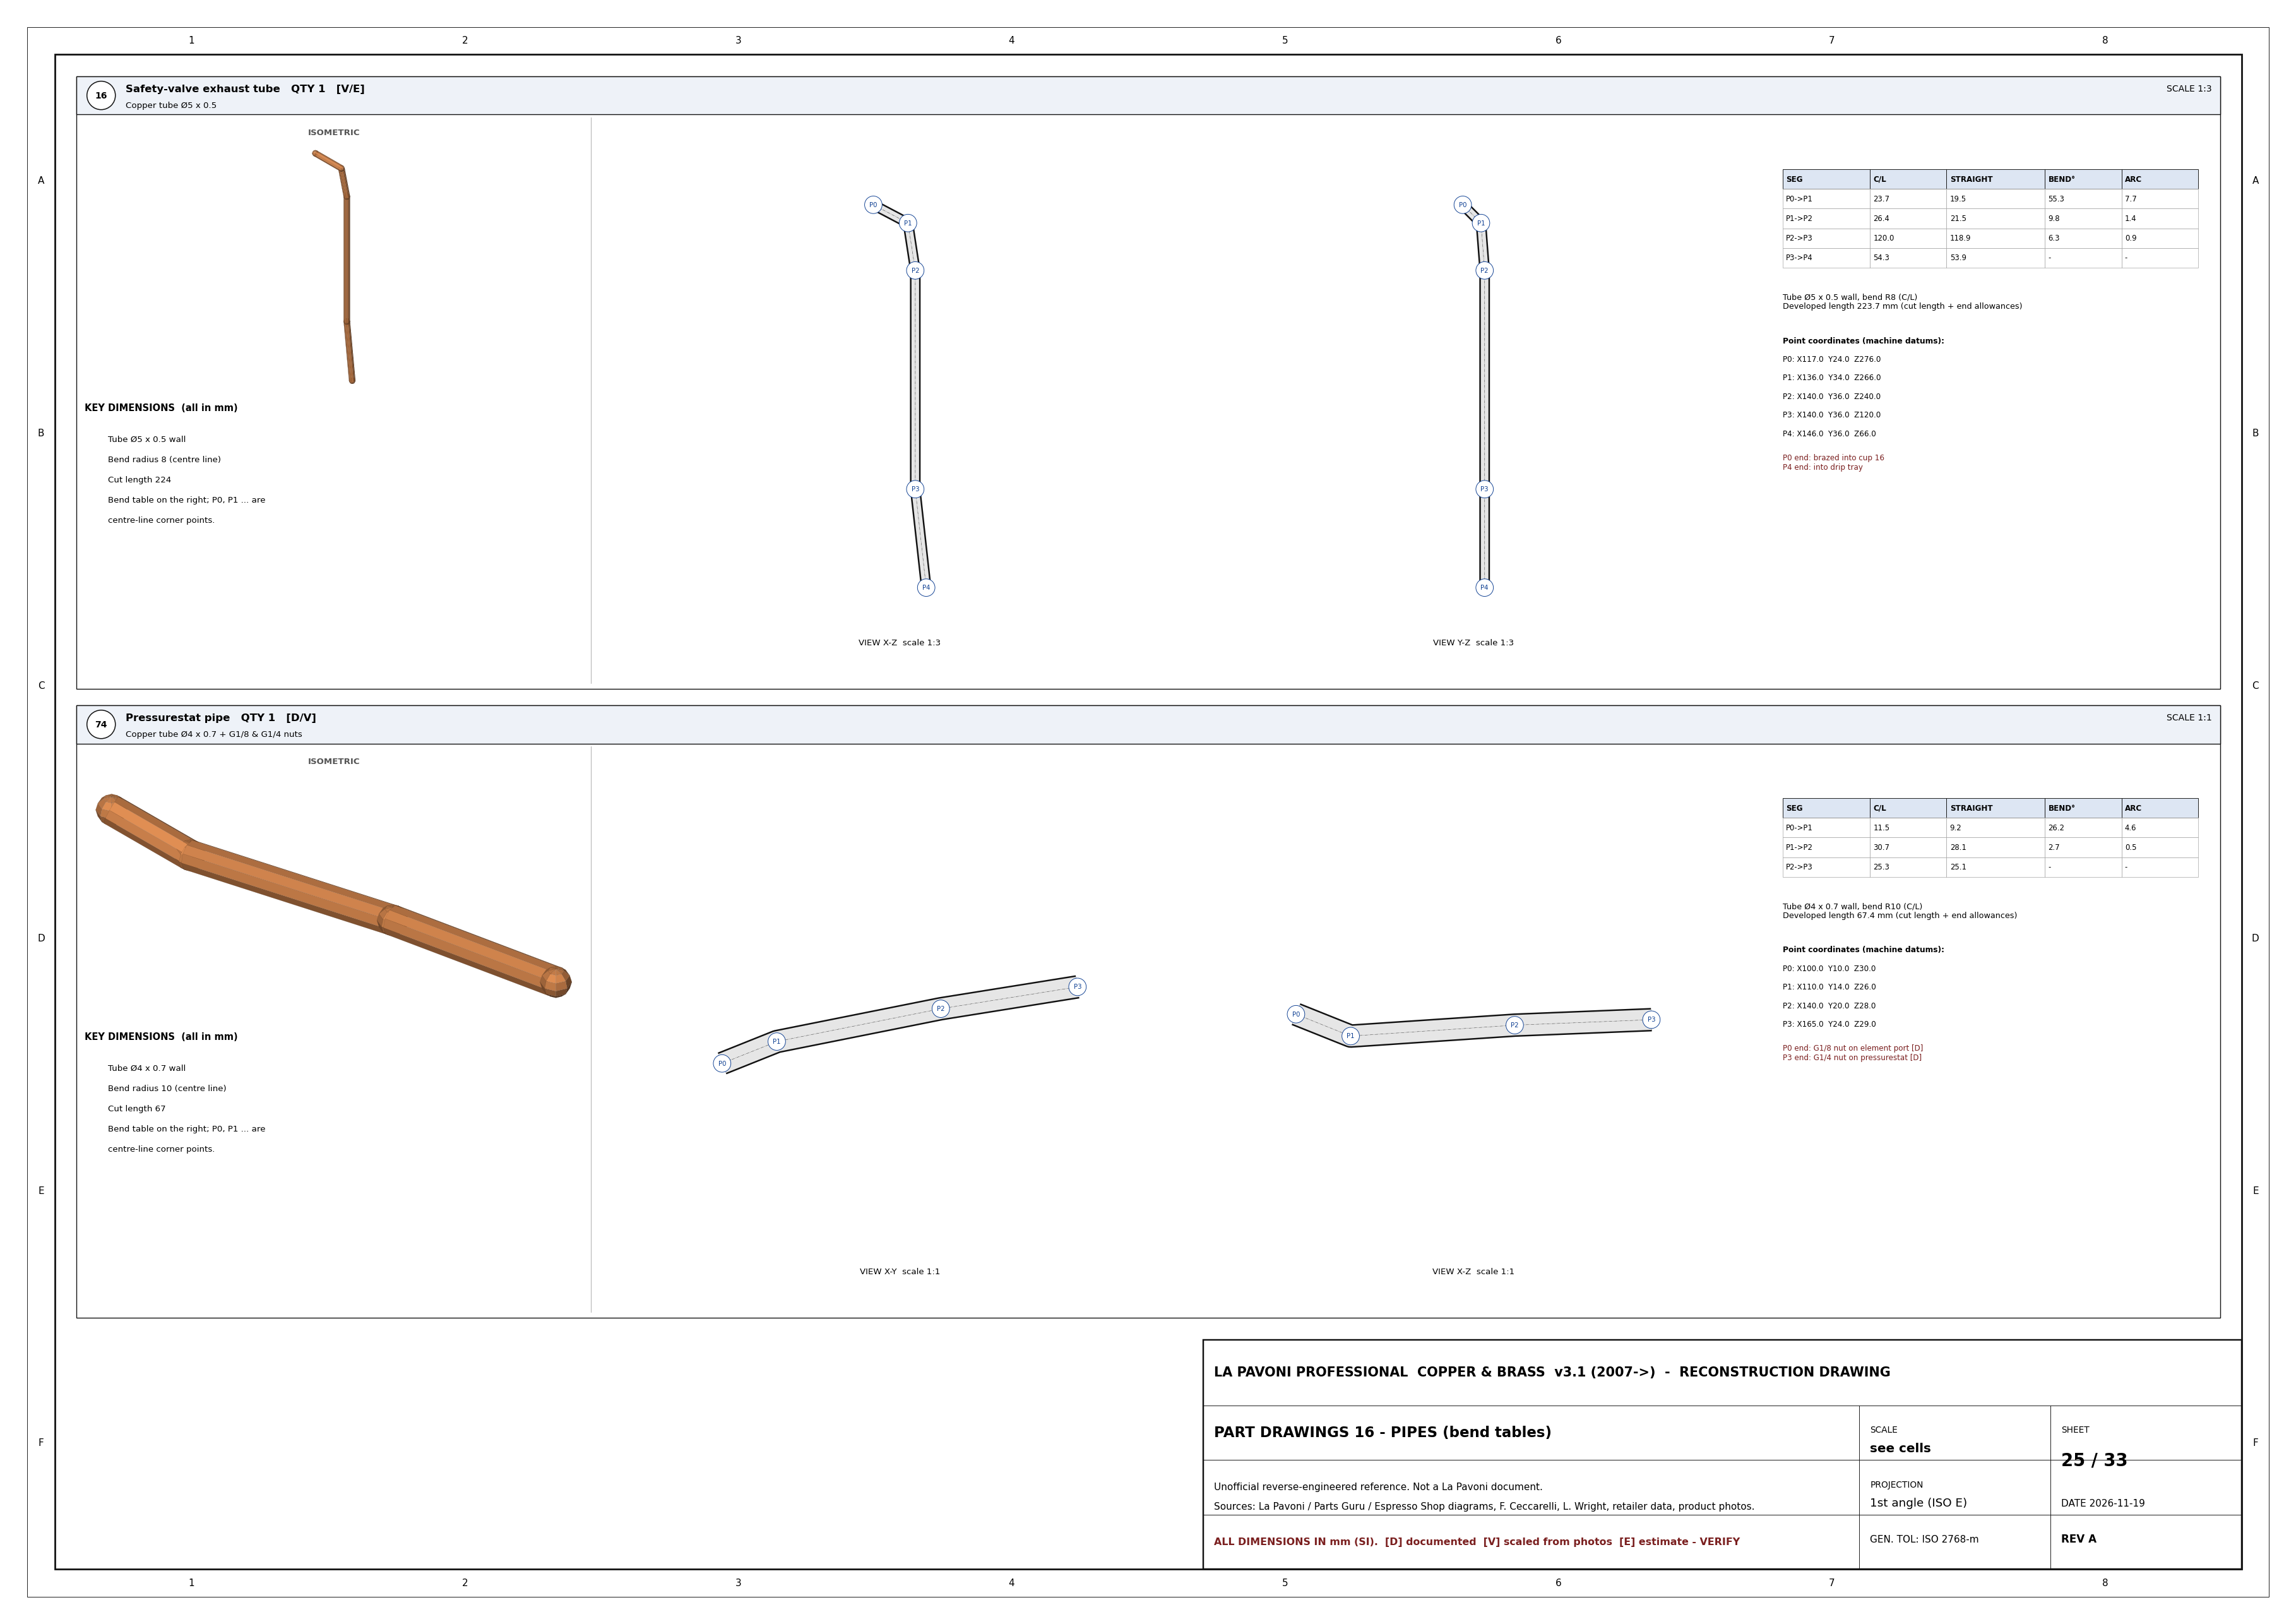 1 2 3 4 5 6 7 8
16 Safety-valve exhaust tube QTY 1 [V/E] SCALE 1:3
Copper tube Ø5 x 0.5
ISOMETRIC
KEY DIMENSIONS (all in mm)
Tube Ø5 x 0.5 wall
Bend radius 8 (centre line)
Cut length 224
Bend table on the right; P0, P1 ... are
centre-line corner points.
P0
P1
P2
P3
P4
VIEW X-Z scale 1:3
P0
P1
P2
P3
P4
VIEW Y-Z scale 1:3
SEG C/L STRAIGHT BEND° ARC
P0->P1 23.7 19.5 55.3 7.7
P1->P2 26.4 21.5 9.8 1.4
P2->P3 120.0 118.9 6.3 0.9
P3->P4 54.3 53.9 - -
Tube Ø5 x 0.5 wall, bend R8 (C/L)
Developed length 223.7 mm (cut length + end allowances)
Point coordinates (machine datums):
P0: X117.0 Y24.0 Z276.0
P1: X136.0 Y34.0 Z266.0
P2: X140.0 Y36.0 Z240.0
P3: X140.0 Y36.0 Z120.0
P4: X146.0 Y36.0 Z66.0
P0 end: brazed into cup 16
P4 end: into drip tray
74 Pressurestat pipe QTY 1 [D/V] SCALE 1:1
Copper tube Ø4 x 0.7 + G1/8 & G1/4 nuts
ISOMETRIC
KEY DIMENSIONS (all in mm)
Tube Ø4 x 0.7 wall
Bend radius 10 (centre line)
Cut length 67
Bend table on the right; P0, P1 ... are
centre-line corner points.
P0 P1 P2 P3
VIEW X-Y scale 1:1
P0 P1 P2 P3
VIEW X-Z scale 1:1
SEG C/L STRAIGHT BEND° ARC
P0->P1 11.5 9.2 26.2 4.6
P1->P2 30.7 28.1 2.7 0.5
P2->P3 25.3 25.1 - -
Tube Ø4 x 0.7 wall, bend R10 (C/L)
Developed length 67.4 mm (cut length + end allowances)
Point coordinates (machine datums):
P0: X100.0 Y10.0 Z30.0
P1: X110.0 Y14.0 Z26.0
P2: X140.0 Y20.0 Z28.0
P3: X165.0 Y24.0 Z29.0
P0 end: G1/8 nut on element port [D]
P3 end: G1/4 nut on pressurestat [D]
A A
B B
C C
D D
E E
F F
LA PAVONI PROFESSIONAL COPPER & BRASS v3.1 (2007->) - RECONSTRUCTION DRAWING
PART DRAWINGS 16 - PIPES (bend tables)
SCALE
see cells
SHEET
25 / 33
Unofficial reverse-engineered reference. Not a La Pavoni document.
Sources: La Pavoni / Parts Guru / Espresso Shop diagrams, F. Ceccarelli, L. Wright, retailer data, product photos.
PROJECTION
1st angle (ISO E)
DATE 2026-11-19
ALL DIMENSIONS IN mm (SI). [D] documented [V] scaled from photos [E] estimate - VERIFY
GEN. TOL: ISO 2768-m
REV A
1 2 3 4 5 6 7 8